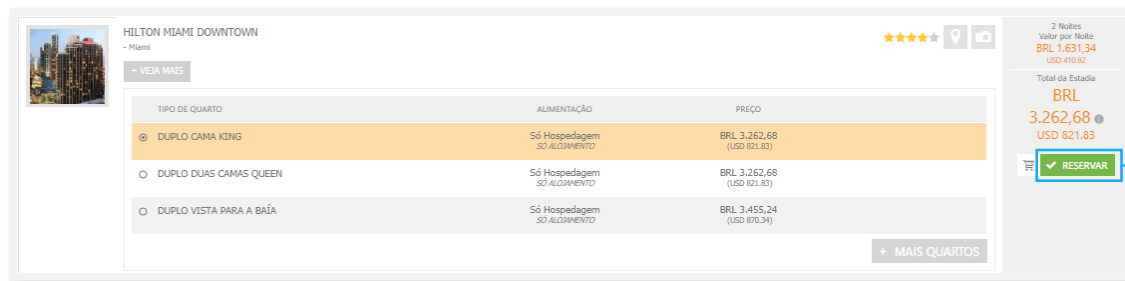 HILTON MIAMI DOWNTOWN
- Miami
+ VEJA MAIS
TIPO DE QUARTO ALIMENTAÇÃO PREÇO
DUPLO CAMA KING Só Hospedagem BRL 3.262,68
SÓ ALOJAMENTO (USD 821.83)
DUPLO DUAS CAMAS QUEEN Só Hospedagem BRL 3.262,68
SÓ ALOJAMENTO (USD 821.83)
DUPLO VISTA PARA A BAÍA Só Hospedagem BRL 3.455,24
SÓ ALOJAMENTO (USD 870.34)
+ MAIS QUARTOS
2 Noites
Valor por Noite
BRL 1.631,34
USD 410.92
Total da Estadia
BRL
3.262,68
USD 821.83
RESERVAR